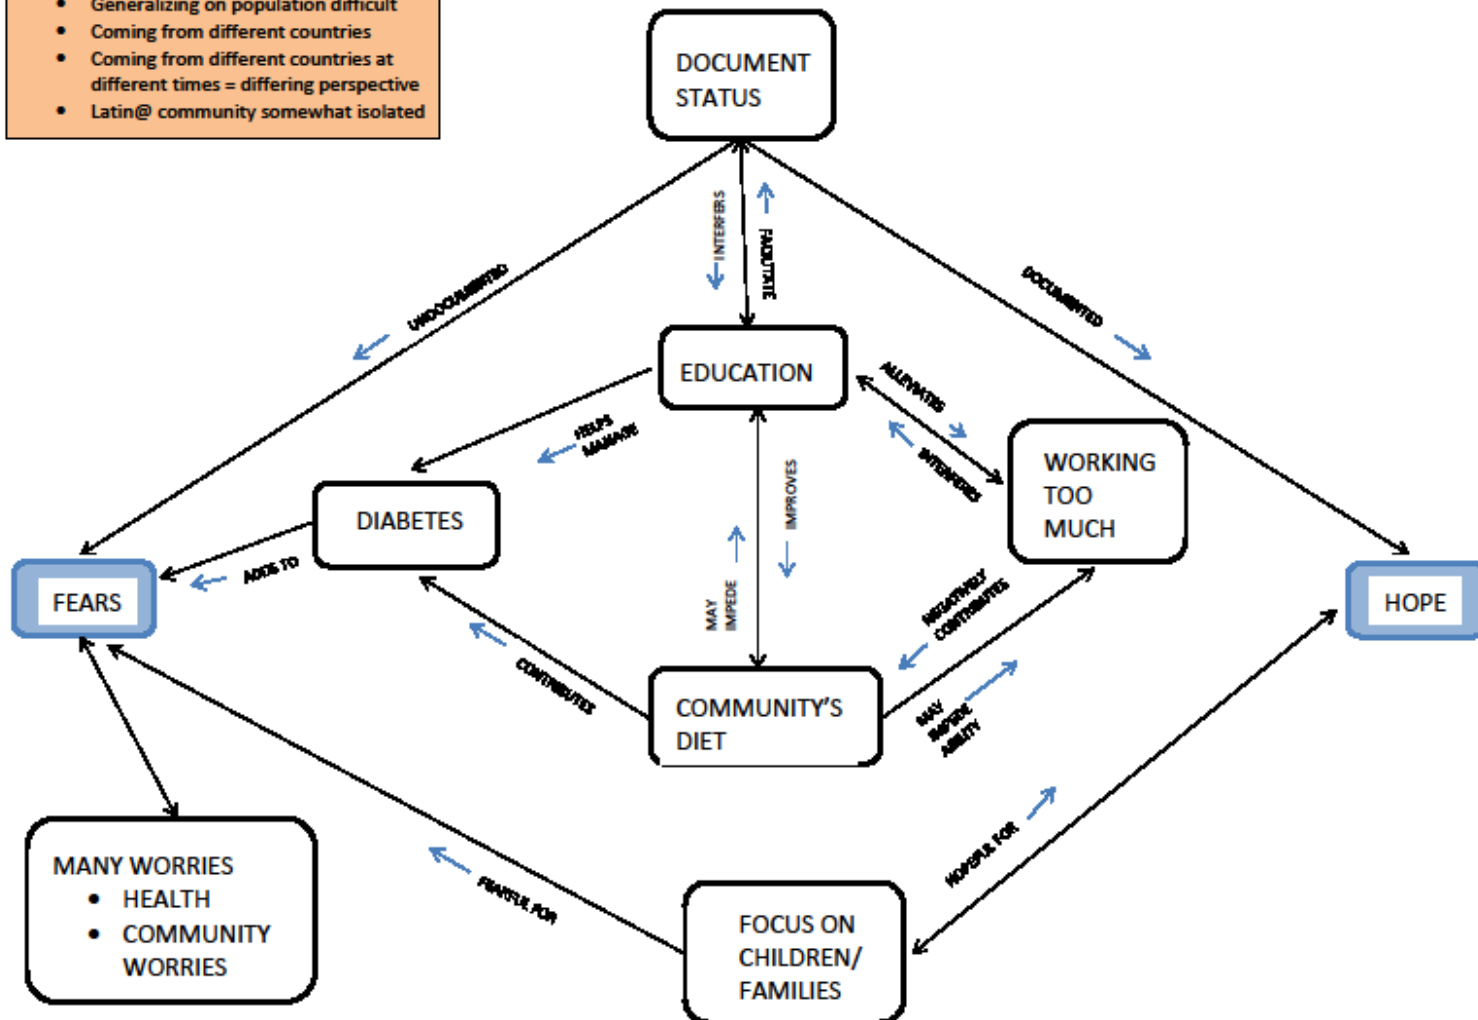 • Generalizing on population difficult
• Coming from different countries
• Coming from different countries at
different times = differing perspective
• Latin@ community somewhat isolated
DOCUMENT
STATUS
INTERFERS
FACILITATE
UNDOCUMENTED
DOCUMENTED
EDUCATION
ALLEVIATES
INTERFERS
HELPS
MANAGE
WORKING
TOO
MUCH
IMPROVES
MAY
IMPEDE
DIABETES
ADDS TO
FEARS
HOPE
NEGATIVELY
CONTRIBUTES
CONTRIBUTES
COMMUNITY'S
DIET
MAY
IMPEDE
ABILITY
MANY WORRIES
• HEALTH
• COMMUNITY
WORRIES
FEARFUL FOR
HOPEFUL FOR
FOCUS ON
CHILDREN/
FAMILIES